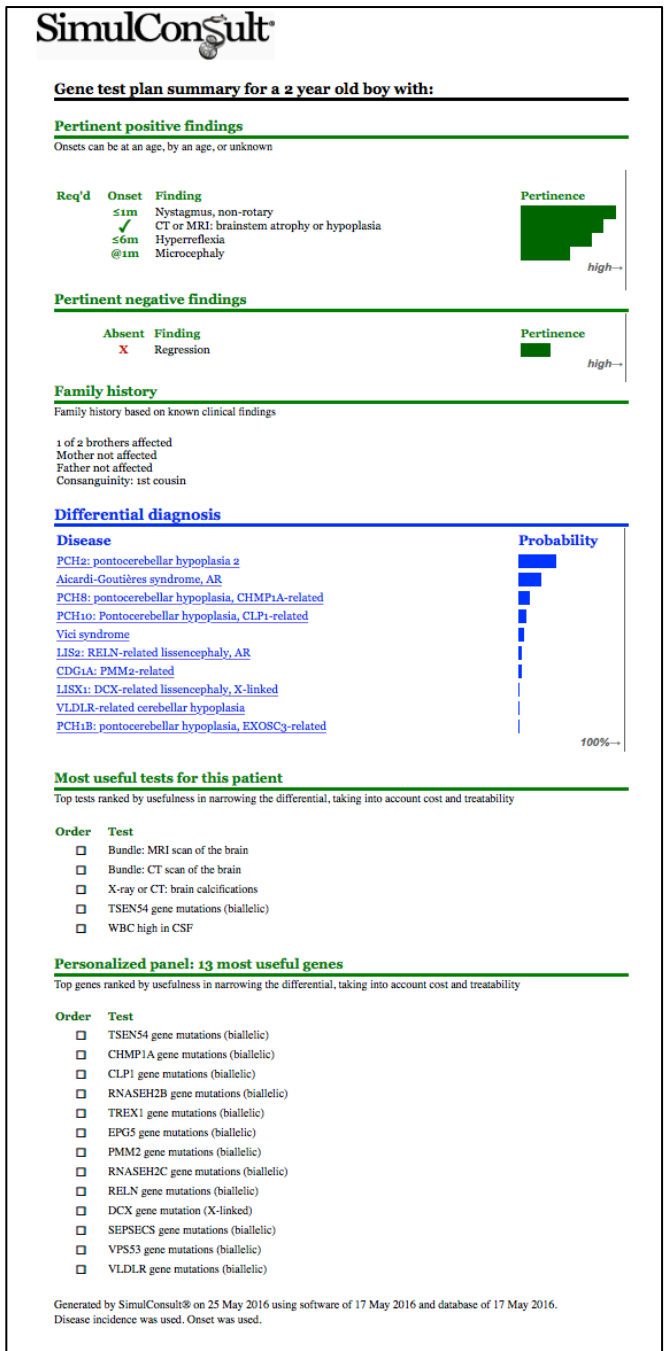 SimulConsult®
Gene test plan summary for a 2 year old boy with:
Pertinent positive findings
Onsets can be at an age, by an age, or unknown
Req'd Onset Finding Pertinence
≤1m Nystagmus, non-rotary
✓ CT or MRI: brainstem atrophy or hypoplasia
≤6m Hyperreflexia
@1m Microcephaly
high→
Pertinent negative findings
Absent Finding Pertinence
X Regression
high→
Family history
Family history based on known clinical findings
1 of 2 brothers affected
Mother not affected
Father not affected
Consanguinity: 1st cousin
Differential diagnosis
Disease Probability
PCH2: pontocerebellar hypoplasia 2
Aicardi-Goutières syndrome, AR
PCH8: pontocerebellar hypoplasia, CHMP1A-related
PCH10: Pontocerebellar hypoplasia, CLP1-related
Vici syndrome
LIS2: RELN-related lissencephaly, AR
CDG1A: PMM2-related
LISX1: DCX-related lissencephaly, X-linked
VLDLR-related cerebellar hypoplasia
PCH1B: pontocerebellar hypoplasia, EXOSC3-related
100%→
Most useful tests for this patient
Top tests ranked by usefulness in narrowing the differential, taking into account cost and treatability
Order Test
Bundle: MRI scan of the brain
Bundle: CT scan of the brain
X-ray or CT: brain calcifications
TSEN54 gene mutations (biallelic)
WBC high in CSF
Personalized panel: 13 most useful genes
Top genes ranked by usefulness in narrowing the differential, taking into account cost and treatability
Order Test
TSEN54 gene mutations (biallelic)
CHMP1A gene mutations (biallelic)
CLP1 gene mutations (biallelic)
RNASEH2B gene mutations (biallelic)
TREX1 gene mutations (biallelic)
EPG5 gene mutations (biallelic)
PMM2 gene mutations (biallelic)
RNASEH2C gene mutations (biallelic)
RELN gene mutations (biallelic)
DCX gene mutation (X-linked)
SEPSECS gene mutations (biallelic)
VPS53 gene mutations (biallelic)
VLDLR gene mutations (biallelic)
Generated by SimulConsult® on 25 May 2016 using software of 17 May 2016 and database of 17 May 2016.
Disease incidence was used. Onset was used.